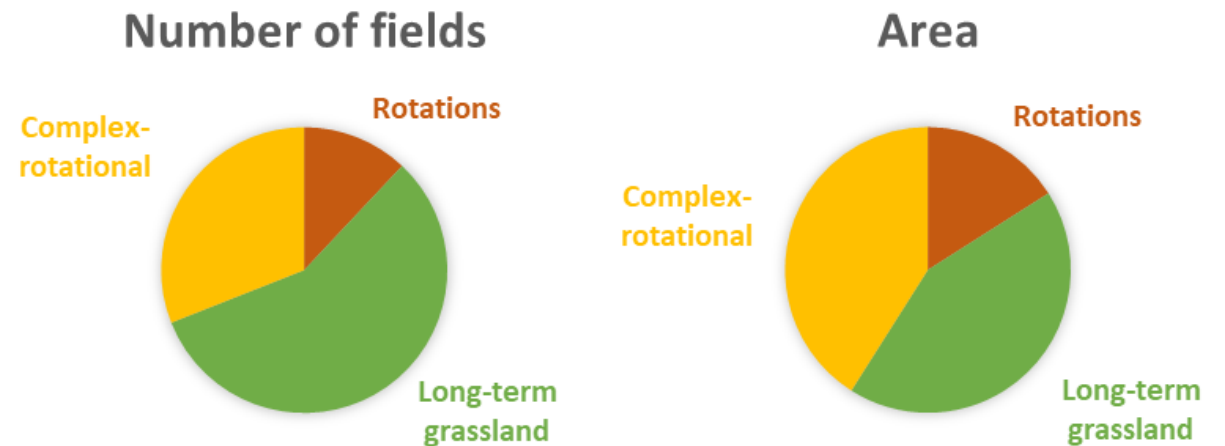 Number of fields
Rotations
Complex-
rotational
Long-term
grassland
Area
Rotations
Complex-
rotational
Long-term
grassland